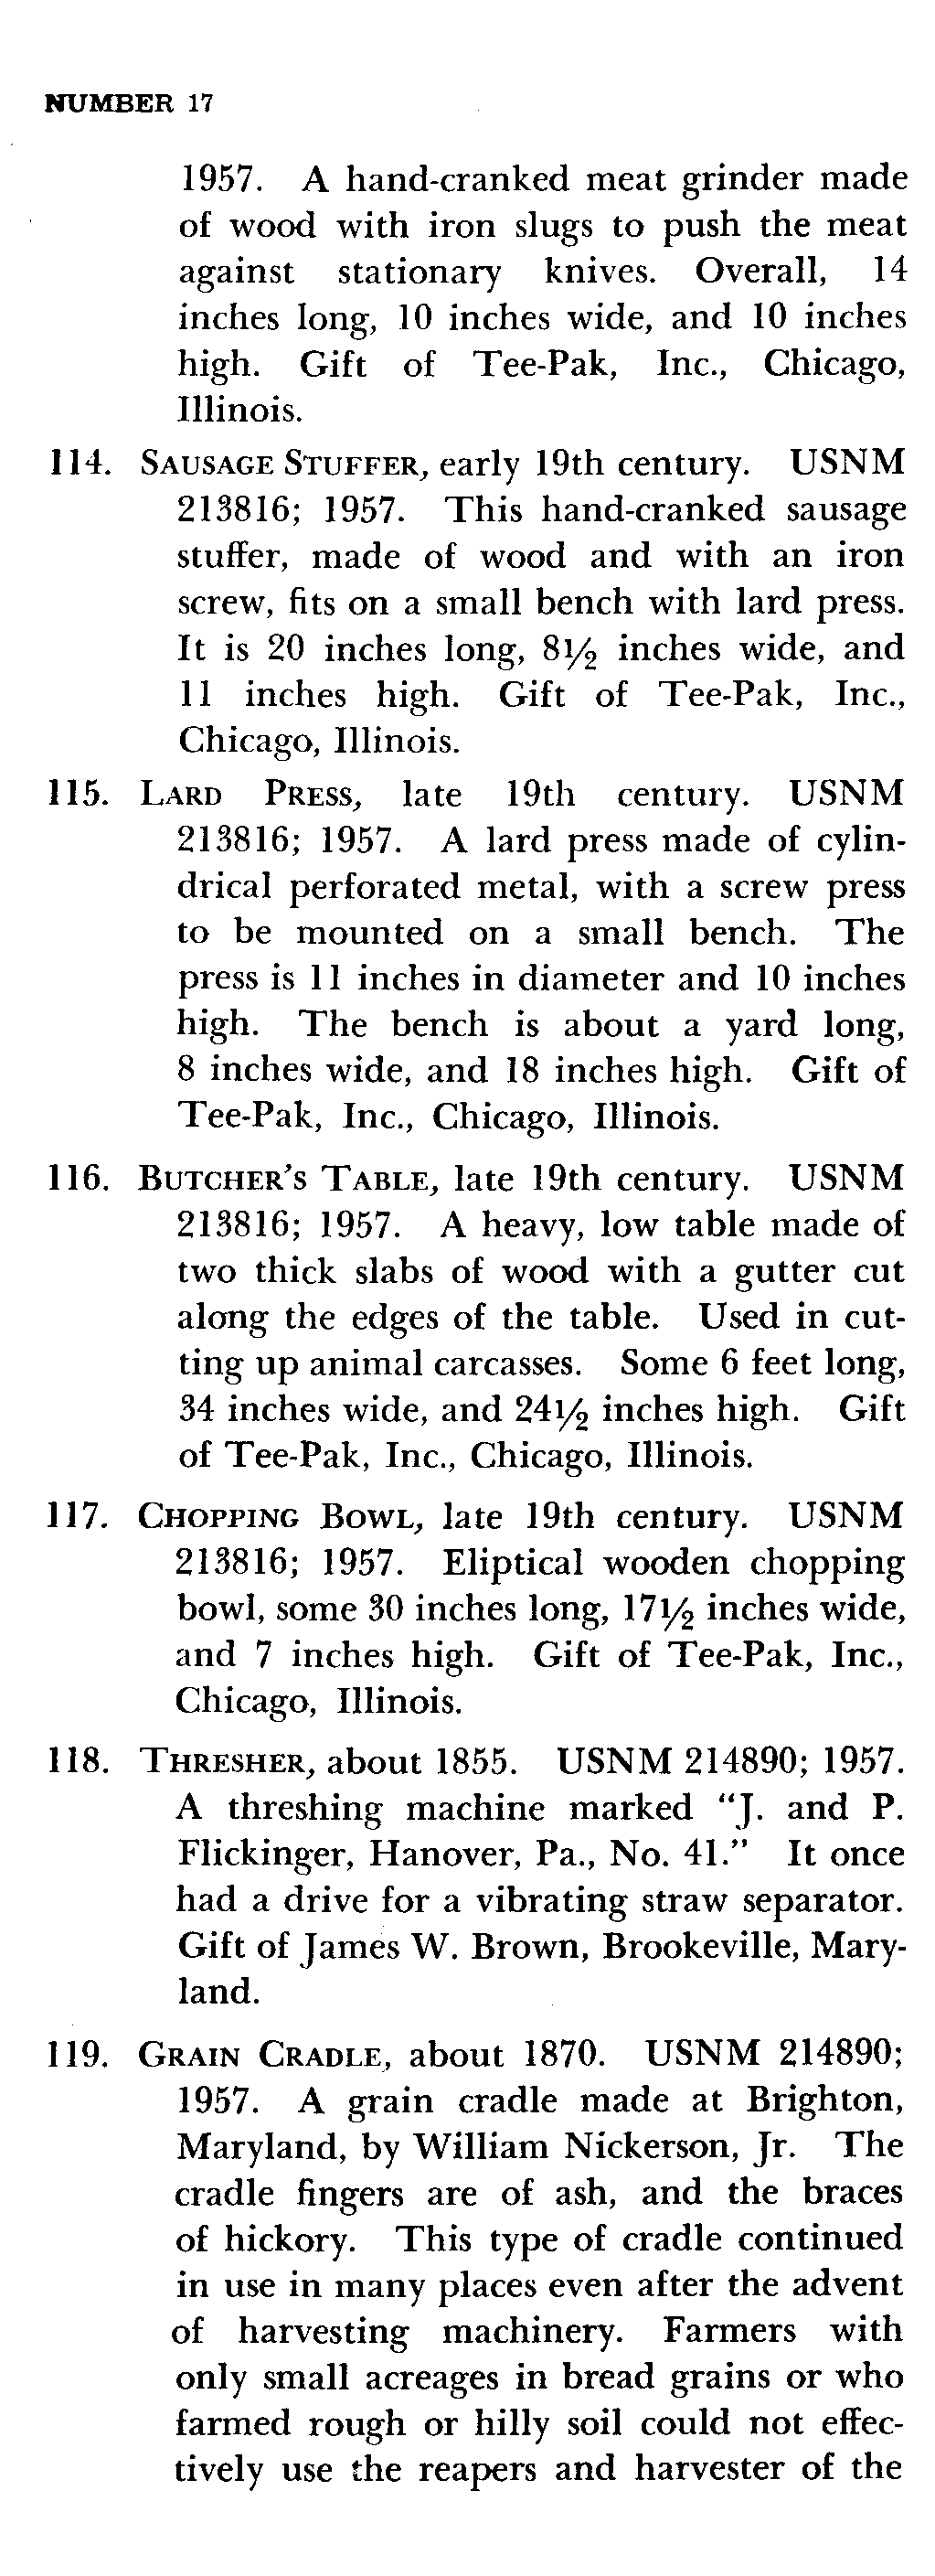 NUMBER 17
1957. A hand-cranked meat grinder made
of wood with iron slugs to push the meat
against stationary knives. Overall, 14
inches long, 10 inches wide, and 10 inches
high. Gift of Tee-Pak, Inc., Chicago,
Illinois.
114. SAUSAGE STUFFER, early 19th century. USNM
213816; 1957. This hand-cranked sausage
stuffer, made of wood and with an iron
screw, fits on a small bench with lard press.
It is 20 inches long, 8½ inches wide, and
11 inches high. Gift of Tee-Pak, Inc.,
Chicago, Illinois.
115. LARD PRESS, late 19th century. USNM
213816; 1957. A lard press made of cylin-
drical perforated metal, with a screw press
to be mounted on a small bench. The
press is 11 inches in diameter and 10 inches
high. The bench is about a yard long,
8 inches wide, and 18 inches high. Gift of
Tee-Pak, Inc., Chicago, Illinois.
116. BUTCHER'S TABLE, late 19th century. USNM
213816; 1957. A heavy, low table made of
two thick slabs of wood with a gutter cut
along the edges of the table. Used in cut-
ting up animal carcasses. Some 6 feet long,
34 inches wide, and 24½ inches high. Gift
of Tee-Pak, Inc., Chicago, Illinois.
117. CHOPPING BOWL, late 19th century. USNM
213816; 1957. Eliptical wooden chopping
bowl, some 30 inches long, 17½ inches wide,
and 7 inches high. Gift of Tee-Pak, Inc.,
Chicago, Illinois.
118. THRESHER, about 1855. USNM 214890; 1957.
A threshing machine marked “J. and P.
Flickinger, Hanover, Pa., No. 41.” It once
had a drive for a vibrating straw separator.
Gift of James W. Brown, Brookeville, Mary-
land.
119. GRAIN CRADLE, about 1870. USNM 214890;
1957. A grain cradle made at Brighton,
Maryland, by William Nickerson, Jr. The
cradle fingers are of ash, and the braces
of hickory. This type of cradle continued
in use in many places even after the advent
of harvesting machinery. Farmers with
only small acreages in bread grains or who
farmed rough or hilly soil could not effec-
tively use the reapers and harvester of the